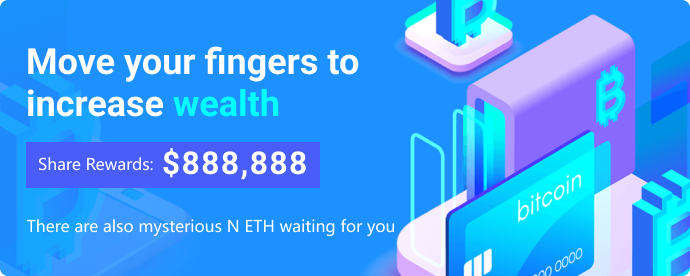 Move your fingers to
increase wealth
Share Rewards: $888,888
There are also mysterious N ETH waiting for you
bitcoin